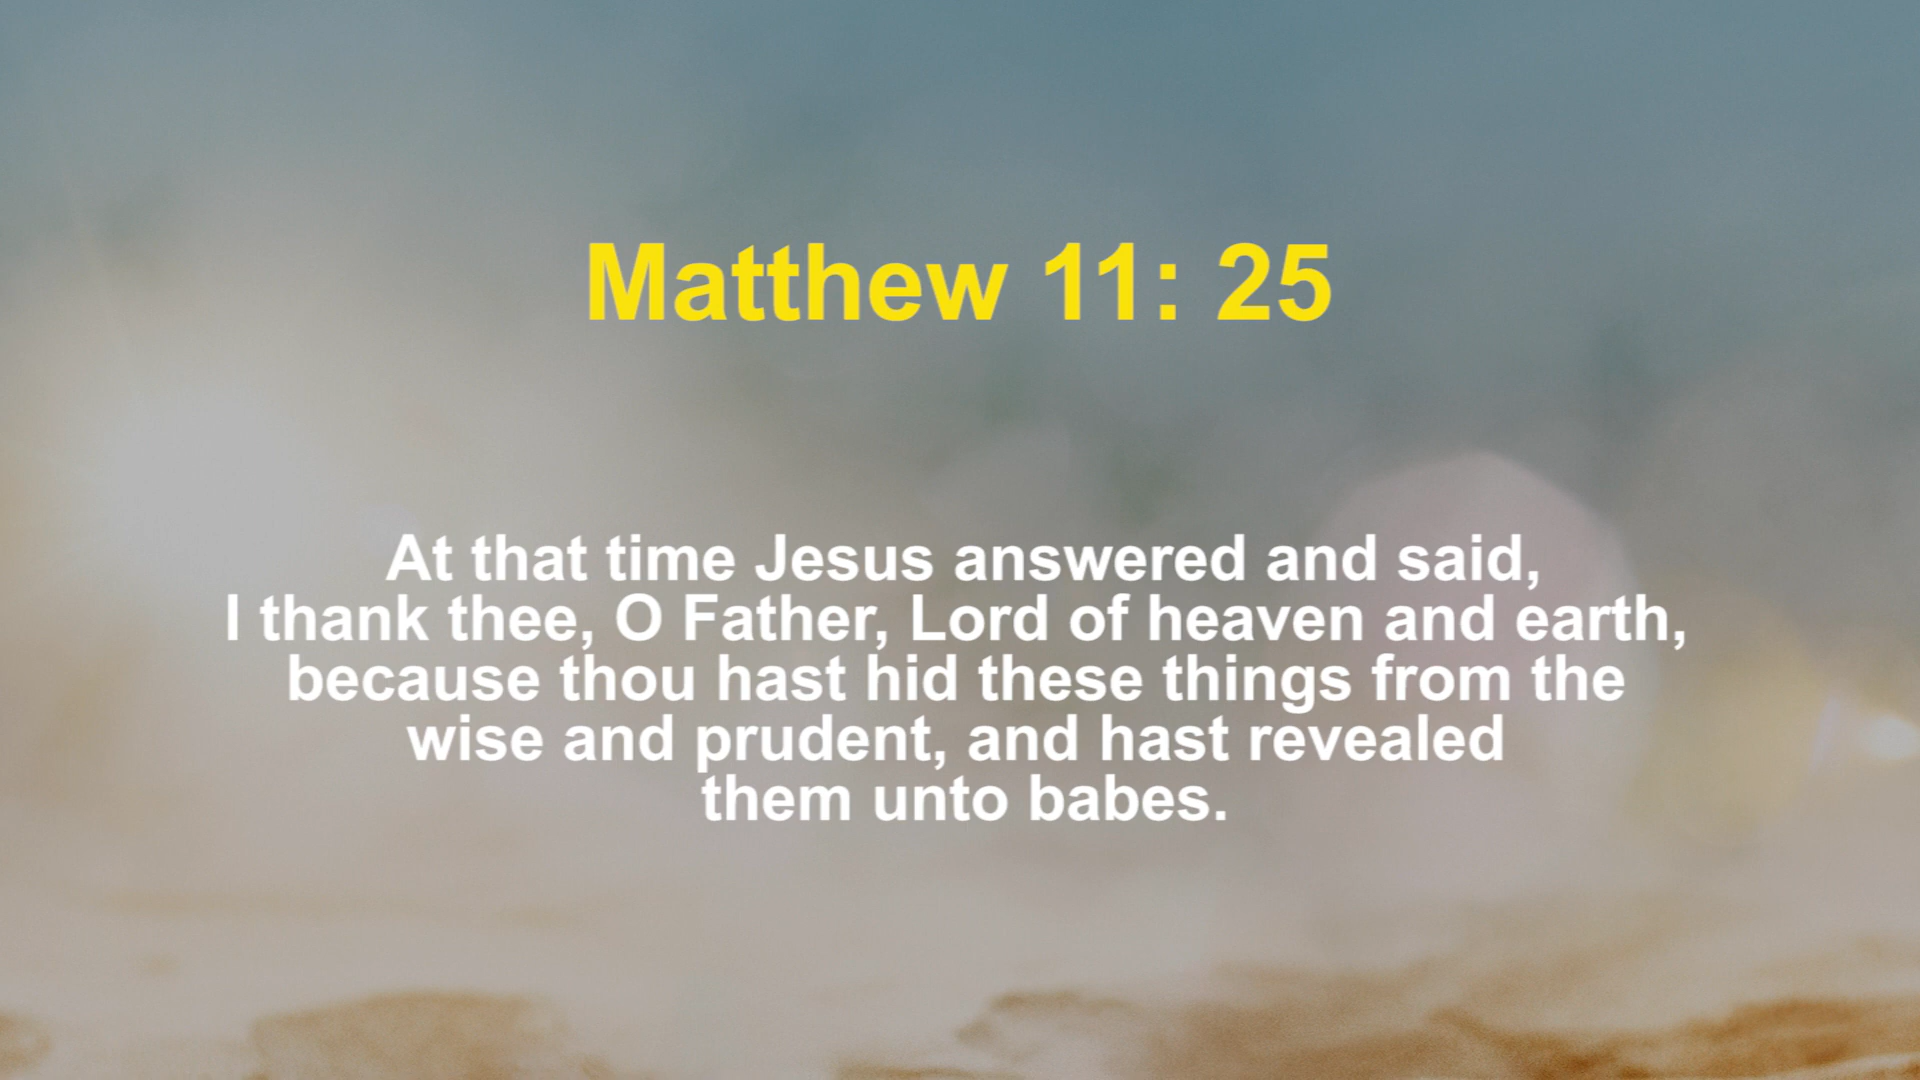 Matthew 11: 25
At that time Jesus answered and said,
I thank thee, O Father, Lord of heaven and earth,
because thou hast hid these things from the
wise and prudent, and hast revealed
them unto babes.